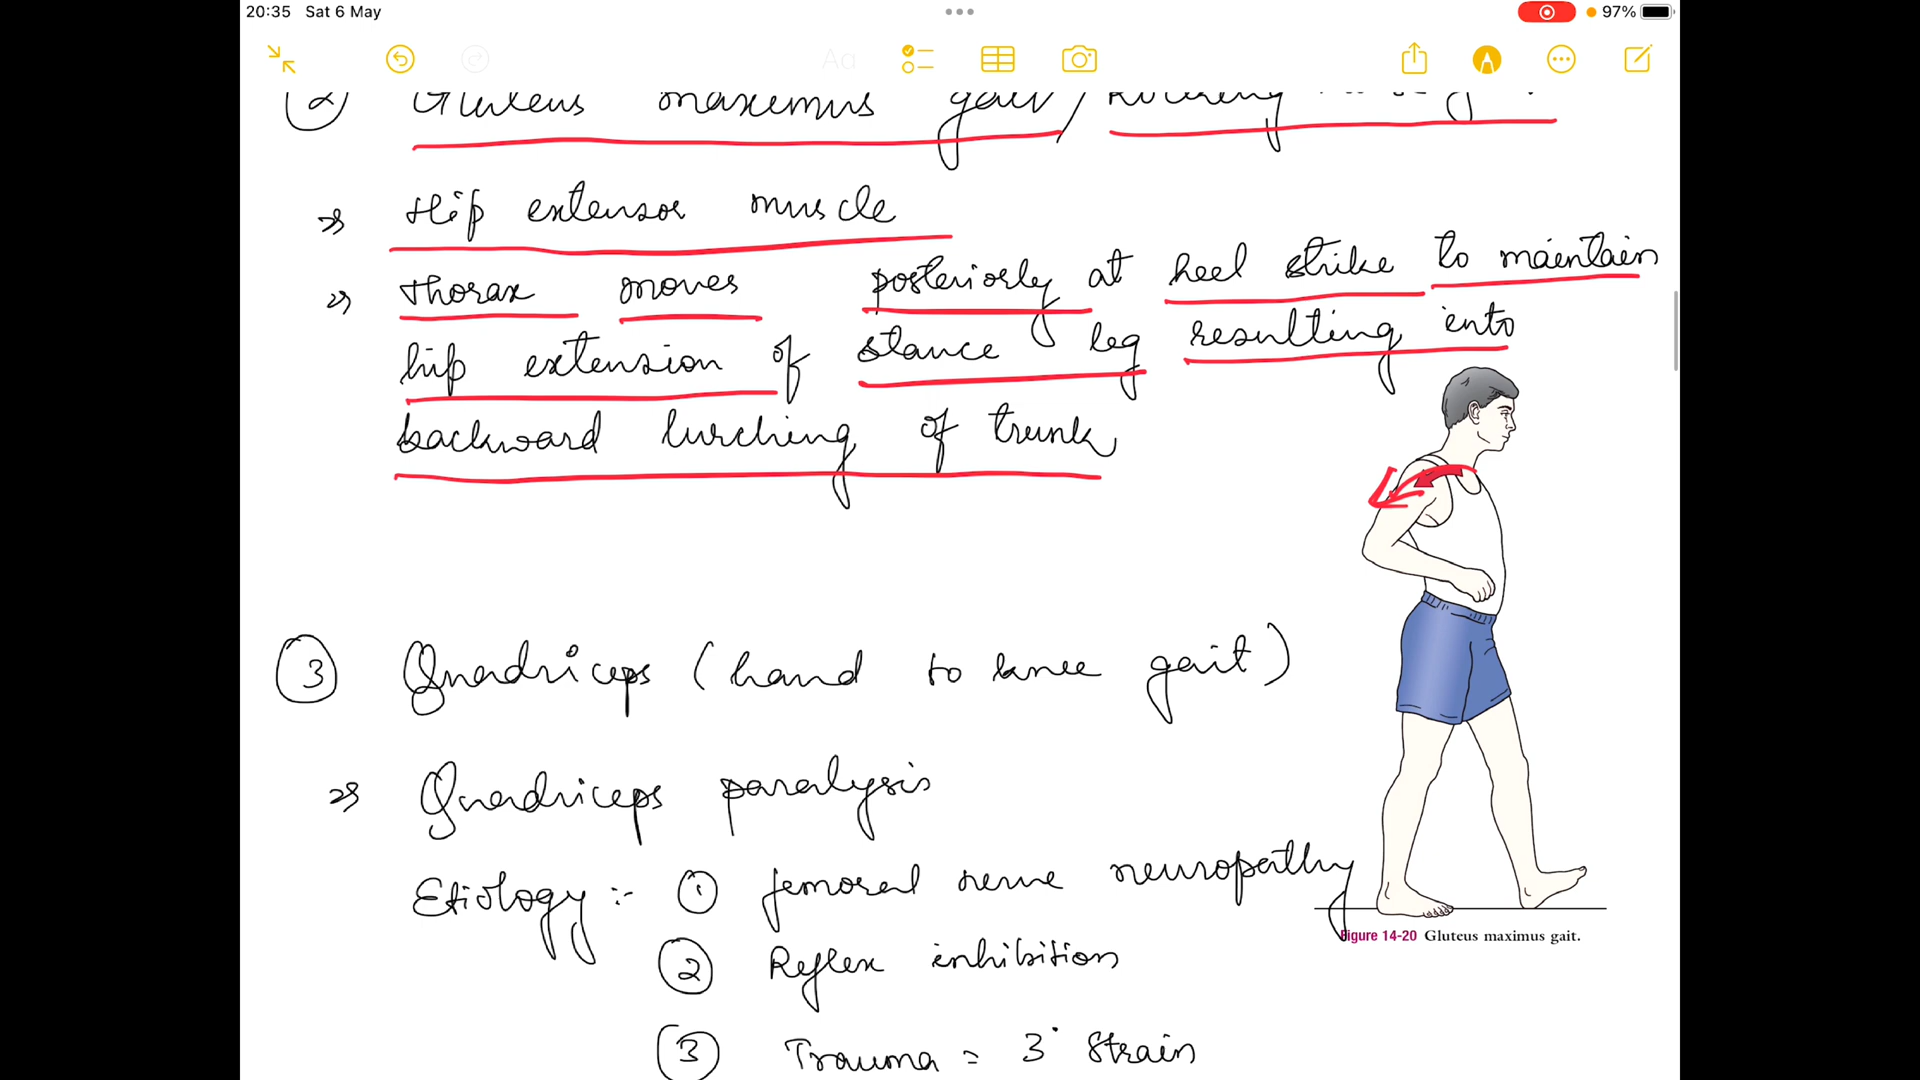 20:35 Sat 6 May
97%
Aa
② Gluteus maximus gait /
⇒ Hip extensor muscle
⇒ Thorax moves posteriorly at heel strike to maintain
hip extension of stance leg resulting into
backward lurching of trunk
③ Quadriceps (hand to knee gait)
⇒ Quadriceps paralysis
Etiology :- ① femoral nerve neuropathy
② Reflex inhibition
③ Trauma = 3° Strain
Figure 14-20 Gluteus maximus gait.